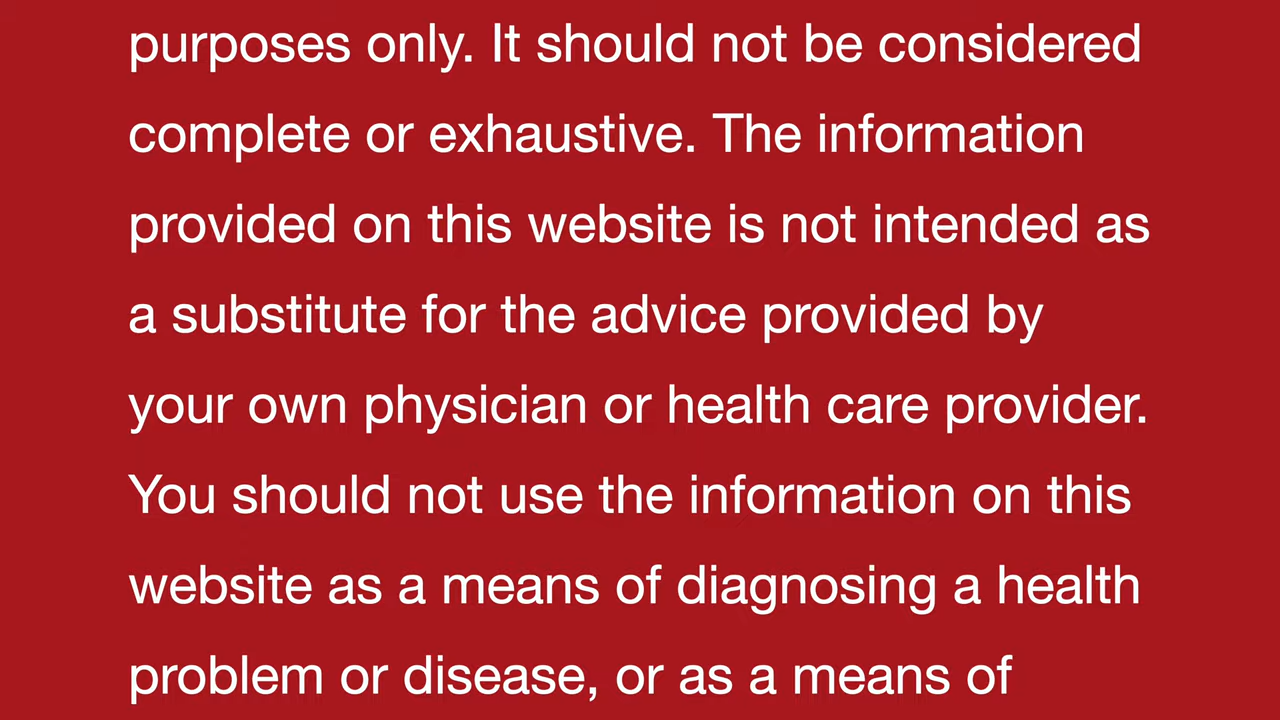 purposes only. It should not be considered
complete or exhaustive. The information
provided on this website is not intended as
a substitute for the advice provided by
your own physician or health care provider.
You should not use the information on this
website as a means of diagnosing a health
problem or disease, or as a means of